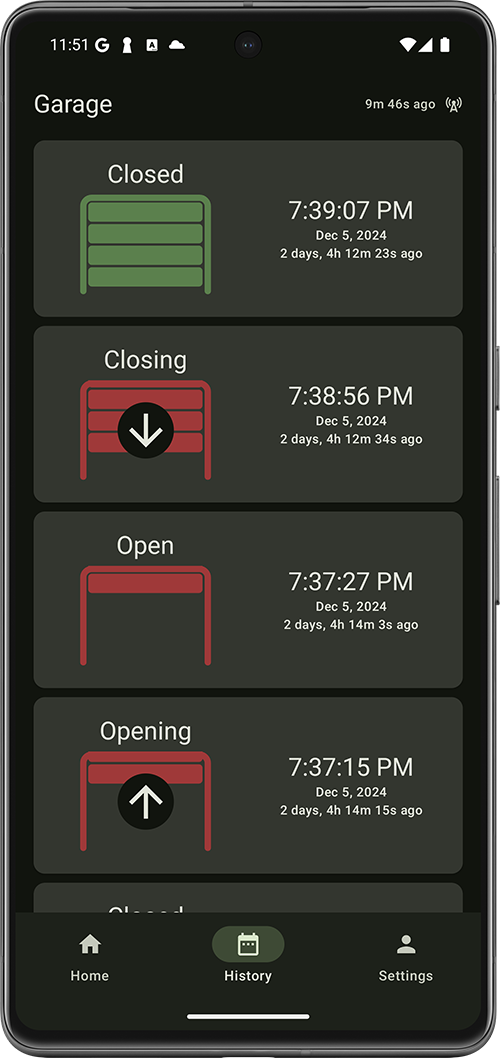 11:51
Garage
9m 46s ago
Closed
7:39:07 PM
Dec 5, 2024
2 days, 4h 12m 23s ago
Closing
7:38:56 PM
Dec 5, 2024
2 days, 4h 12m 34s ago
Open
7:37:27 PM
Dec 5, 2024
2 days, 4h 14m 3s ago
Opening
7:37:15 PM
Dec 5, 2024
2 days, 4h 14m 15s ago
Closed
Home
History
Settings